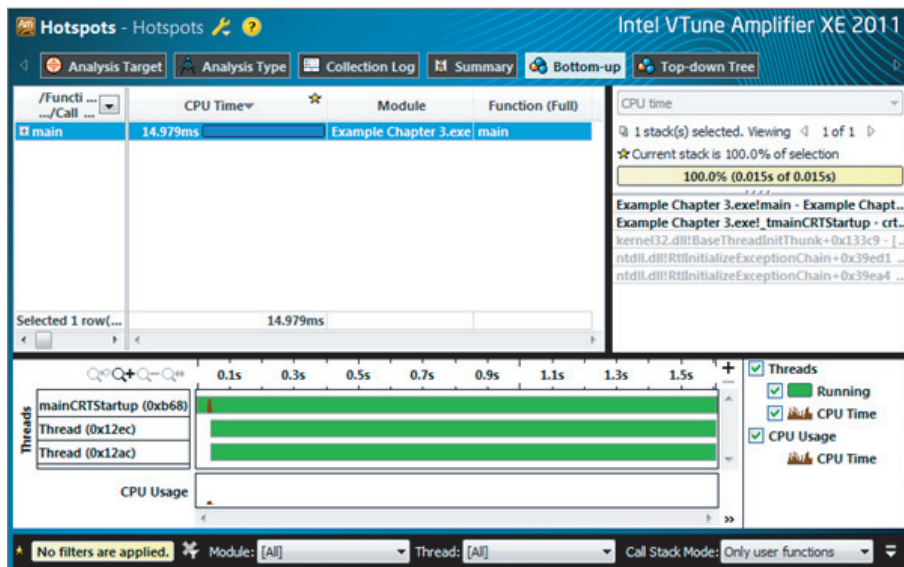 Hotspots - Hotspots ? Intel VTune Amplifier XE 2011
Analysis Target Analysis Type Collection Log Summary Bottom-up Top-down Tree
/Functi ...
.../Call ...
CPU Time Module Function (Full)
main 14.979ms Example Chapter 3.exe main
Selected 1 row(... 14.979ms
CPU time
1 stack(s) selected. Viewing 1 of 1
Current stack is 100.0% of selection
100.0% (0.015s of 0.015s)
Example Chapter 3.exe!main - Example Chapt...
Example Chapter 3.exe!_tmainCRTStartup - crt...
kernel32.dll!BaseThreadInitThunk+0x133c9 - [...
ntdll.dll!RtlInitializeExceptionChain+0x39ed1 ...
ntdll.dll!RtlInitializeExceptionChain+0x39ea4 ...
0.1s 0.3s 0.5s 0.7s 0.9s 1.1s 1.3s 1.5s
Threads
mainCRTStartup (0xb68)
Thread (0x12ec)
Thread (0x12ac)
CPU Usage
Threads
Running
CPU Time
CPU Usage
CPU Time
No filters are applied. Module: [All] Thread: [All] Call Stack Mode: Only user functions